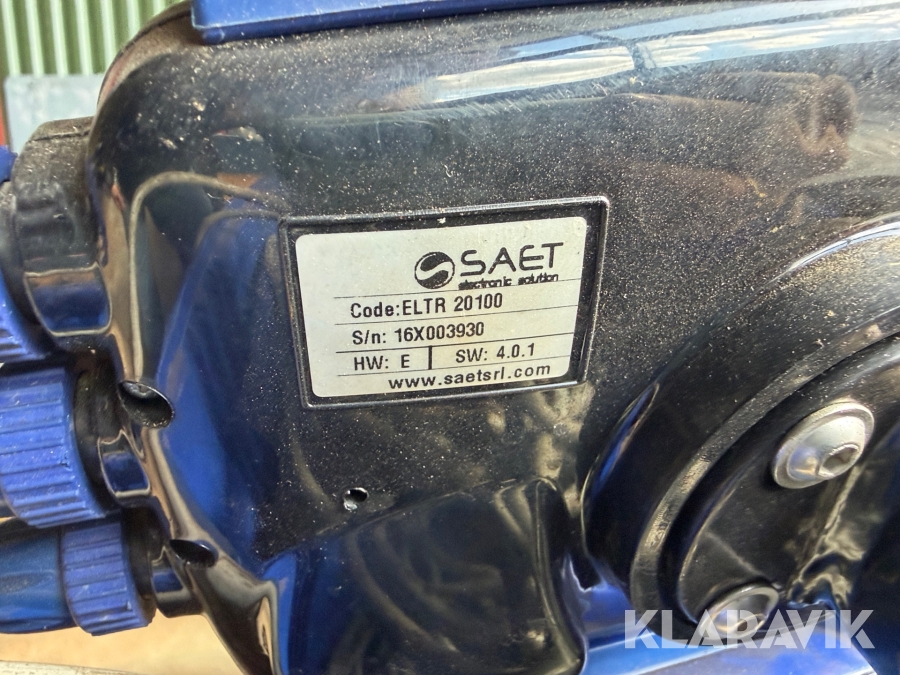 SAET
electronic solution
Code:ELTR 20100
S/n: 16X003930
HW: E | SW: 4.0.1
www.saetsrl.com
KLARAVIK